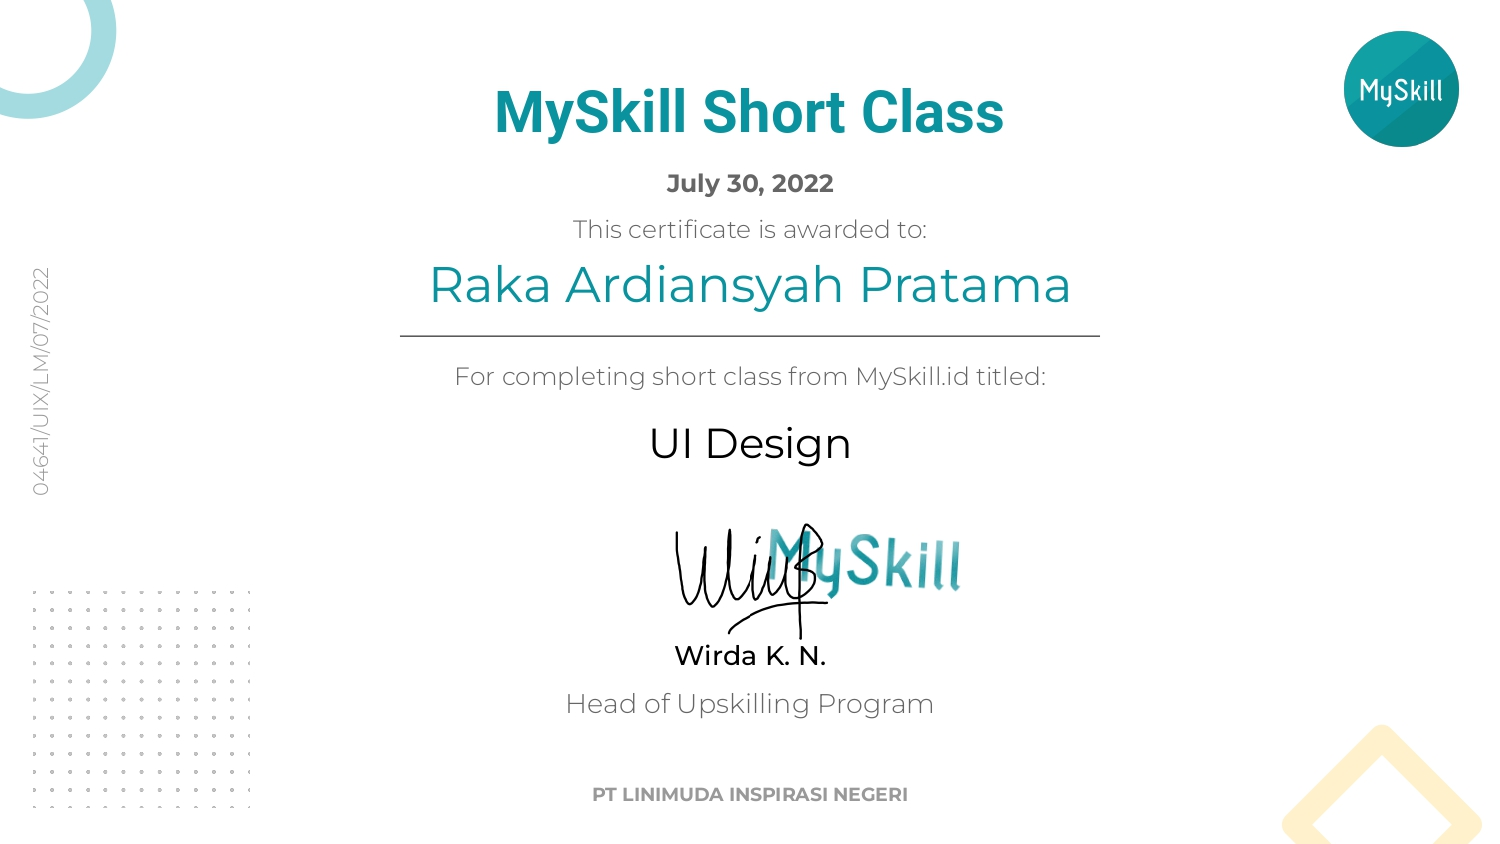 MySkill
MySkill Short Class
July 30, 2022
This certificate is awarded to:
Raka Ardiansyah Pratama
04641/UIX/LM/07/2022
For completing short class from MySkill.id titled:
UI Design
MySkill
Wirda K. N.
Head of Upskilling Program
PT LINIMUDA INSPIRASI NEGERI